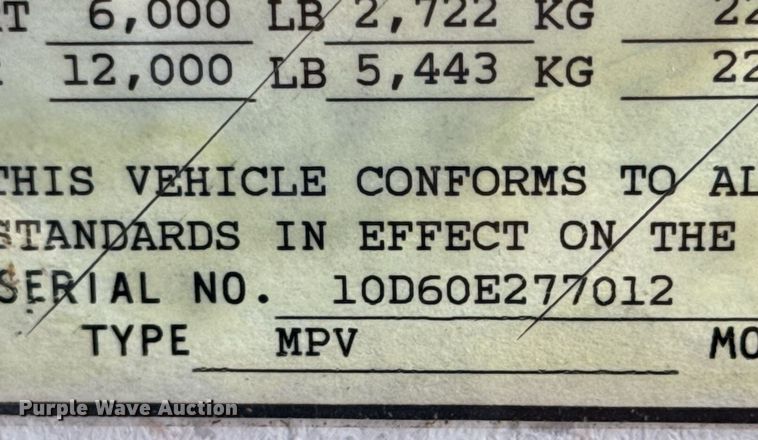 6,000 LB 2,722 KG 22
12,000 LB 5,443 KG 22
THIS VEHICLE CONFORMS TO AL
STANDARDS IN EFFECT ON THE
SERIAL NO. 10D60E277012
TYPE MPV MO
Purple Wave Auction